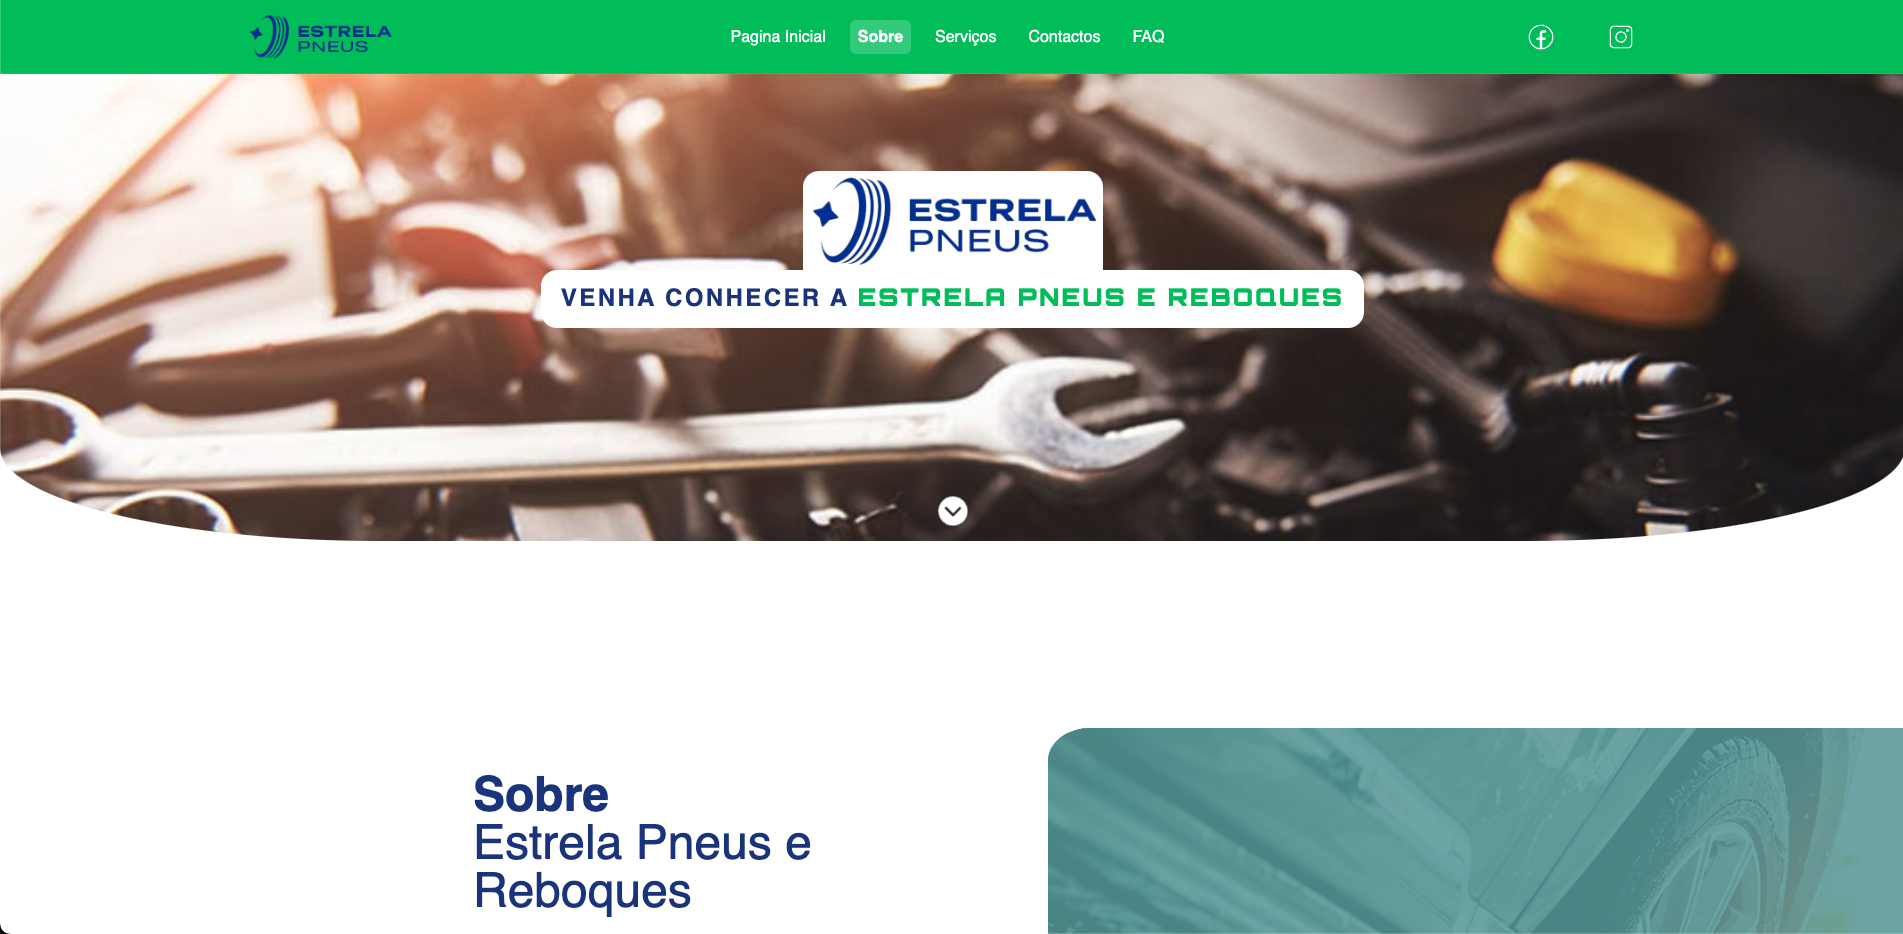 ESTRELA
PNEUS
Pagina Inicial
Sobre
Serviços
Contactos
FAQ
ESTRELA
PNEUS
VENHA CONHECER A ESTRELA PNEUS E REBOQUES
Sobre
Estrela Pneus e
Reboques